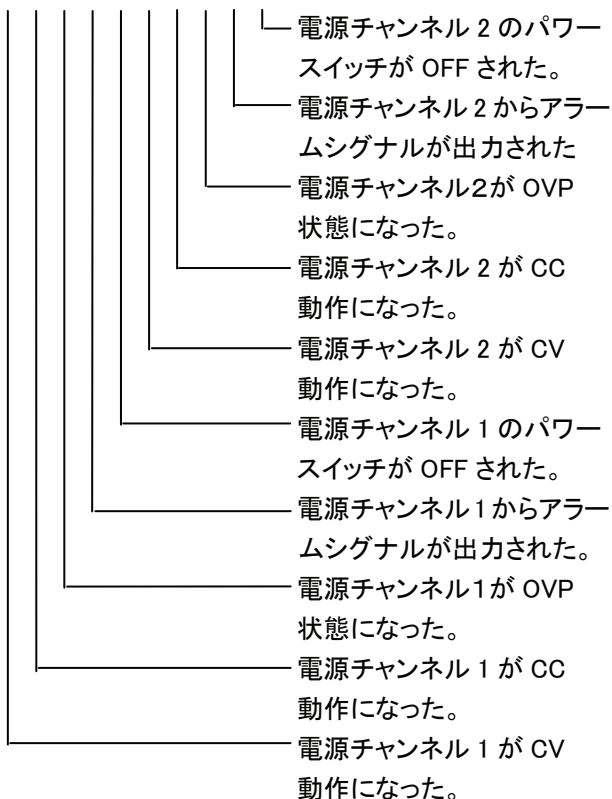 電源チャンネル 2 のパワー
スイッチが OFF された。
電源チャンネル 2 からアラー
ムシグナルが出力された
電源チャンネル２が OVP
状態になった。
電源チャンネル 2 が CC
動作になった。
電源チャンネル 2 が CV
動作になった。
電源チャンネル 1 のパワー
スイッチが OFF された。
電源チャンネル 1 からアラー
ムシグナルが出力された。
電源チャンネル１が OVP
状態になった。
電源チャンネル 1 が CC
動作になった。
電源チャンネル 1 が CV
動作になった。